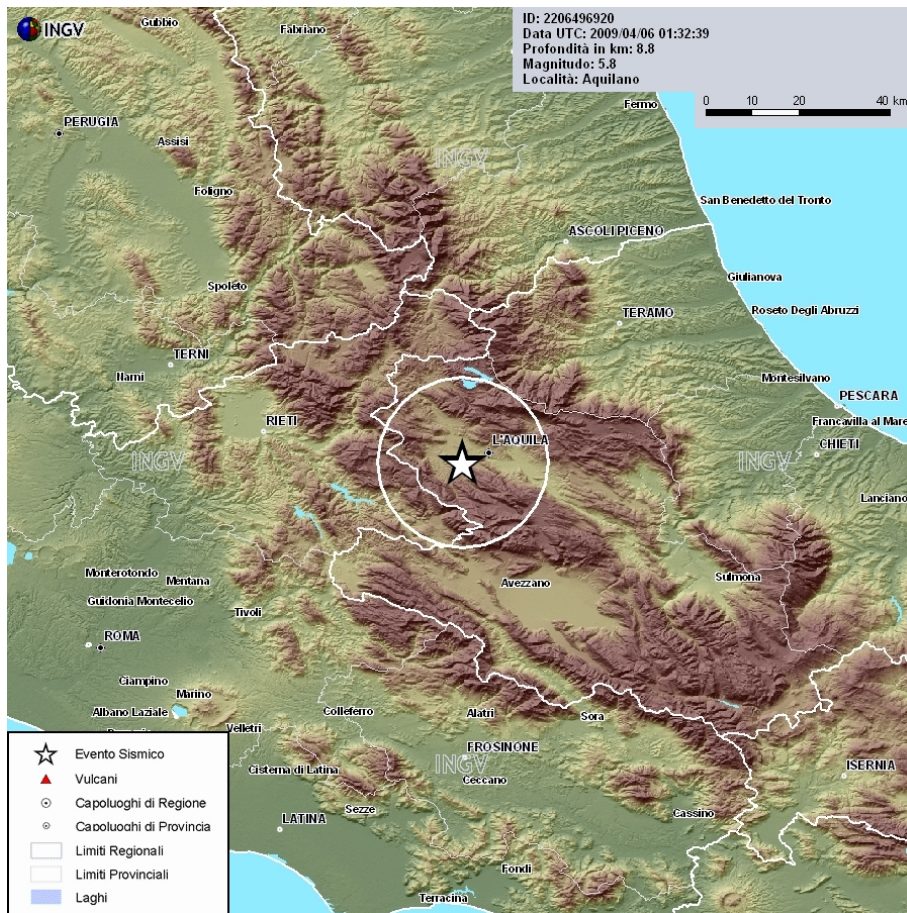 INGV
ID: 2206496920
Data UTC: 2009/04/06 01:32:39
Profondità in km: 8.8
Magnitudo: 5.8
Località: Aquilano
0 10 20 40 km
Gubbio
Fabriano
Fermo
PERUGIA
Assisi
INGV
Foligno
San Benedetto del Tronto
ASCOLI PICENO
Spoleto
Giulianova
Roseto Degli Abruzzi
TERAMO
TERNI
Narni
Montesilvano
PESCARA
RIETI
Francavilla al Mare
L'AQUILA
CHIETI
INGV
INGV
Lanciano
Monterotondo
Mentana
Avezzano
Sulmona
Guidonia Montecelio
Tivoli
ROMA
Ciampino
Marino
Albano Laziale
Colleferro
Alatri
Sora
Velletri
FROSINONE
INGV
Cisterna di Latina
Ceccano
ISERNIA
Sezze
Cassino
LATINA
Fondi
Terracina
Evento Sismico
Vulcani
Capoluoghi di Regione
Capoluoghi di Provincia
Limiti Regionali
Limiti Provinciali
Laghi